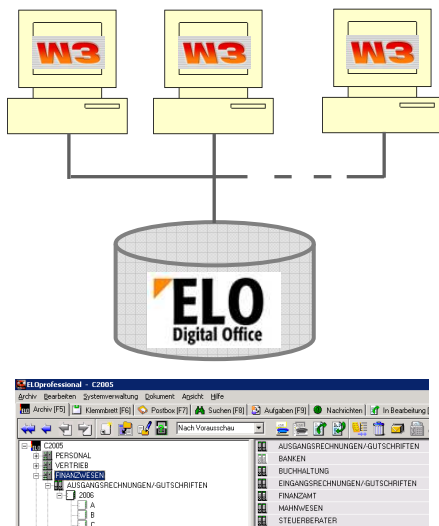 W3 W3 W3
ELO
Digital Office
ELOprofessional - C2005
Archiv Bearbeiten Systemverwaltung Dokument Ansicht Hilfe
Archiv [F5] Klemmbrett [F6] Postbox [F7] Suchen [F8] Aufgaben [F9] Nachrichten In Bearbeitung [
Nach Vorausschau
C2005
PERSONAL
VERTRIEB
FINANZWESEN
AUSGANGSRECHNUNGEN/-GUTSCHRIFTEN
2006
A
B
C
AUSGANGSRECHNUNGEN/-GUTSCHRIFTEN
BANKEN
BUCHHALTUNG
EINGANGSRECHNUNGEN/-GUTSCHRIFTEN
FINANZAMT
MAHNWESEN
STEUERBERATER